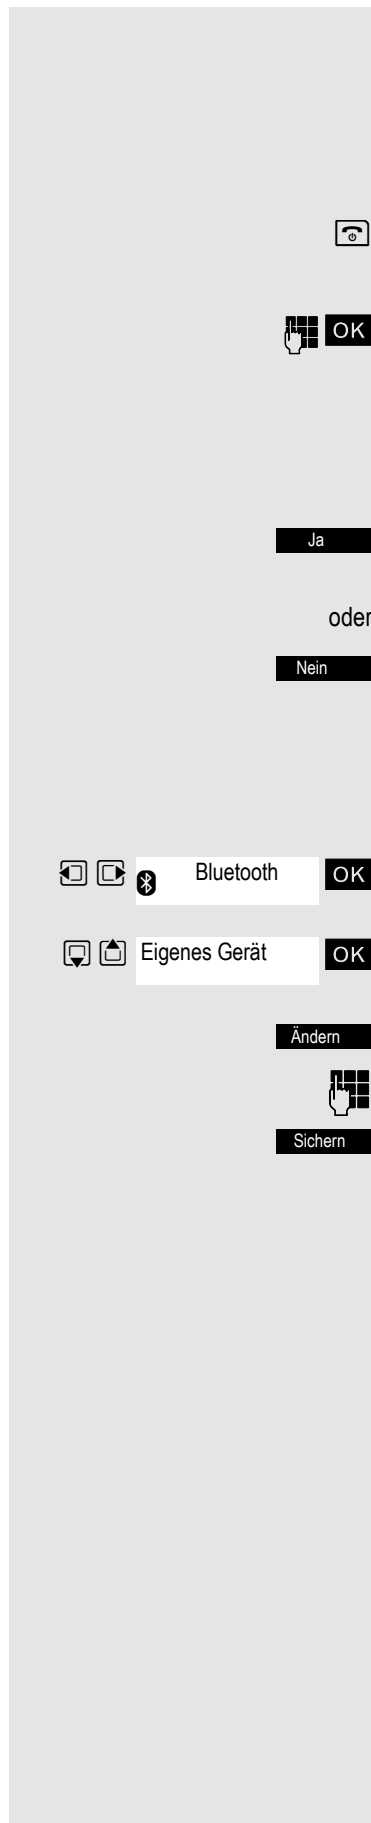 OK
Ja
oder
Nein
Bluetooth OK
Eigenes Gerät OK
Ändern
Sichern